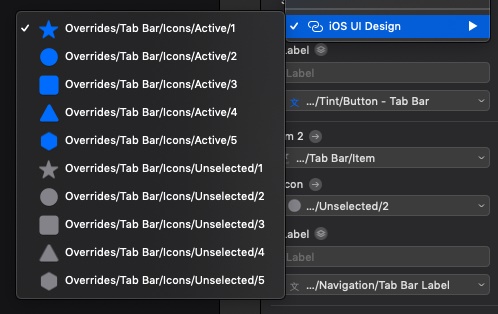 Overrides/Tab Bar/Icons/Active/1
Overrides/Tab Bar/Icons/Active/2
Overrides/Tab Bar/Icons/Active/3
Overrides/Tab Bar/Icons/Active/4
Overrides/Tab Bar/Icons/Active/5
Overrides/Tab Bar/Icons/Unselected/1
Overrides/Tab Bar/Icons/Unselected/2
Overrides/Tab Bar/Icons/Unselected/3
Overrides/Tab Bar/Icons/Unselected/4
Overrides/Tab Bar/Icons/Unselected/5
iOS UI Design
Label
Label
文 .../Tint/Button - Tab Bar
m 2
.../Tab Bar/Item
con
.../Unselected/2
Label
Label
文 .../Navigation/Tab Bar Label